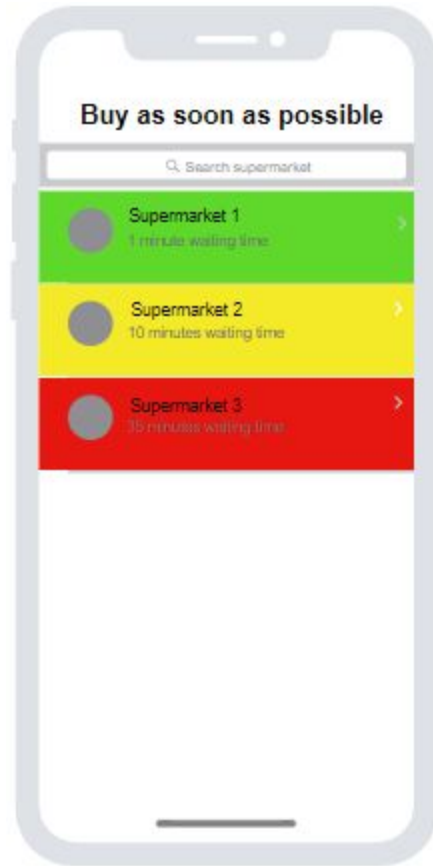 Buy as soon as possible
Search supermarket
Supermarket 1
1 minute waiting time
Supermarket 2
10 minutes waiting time
Supermarket 3
35 minutes waiting time